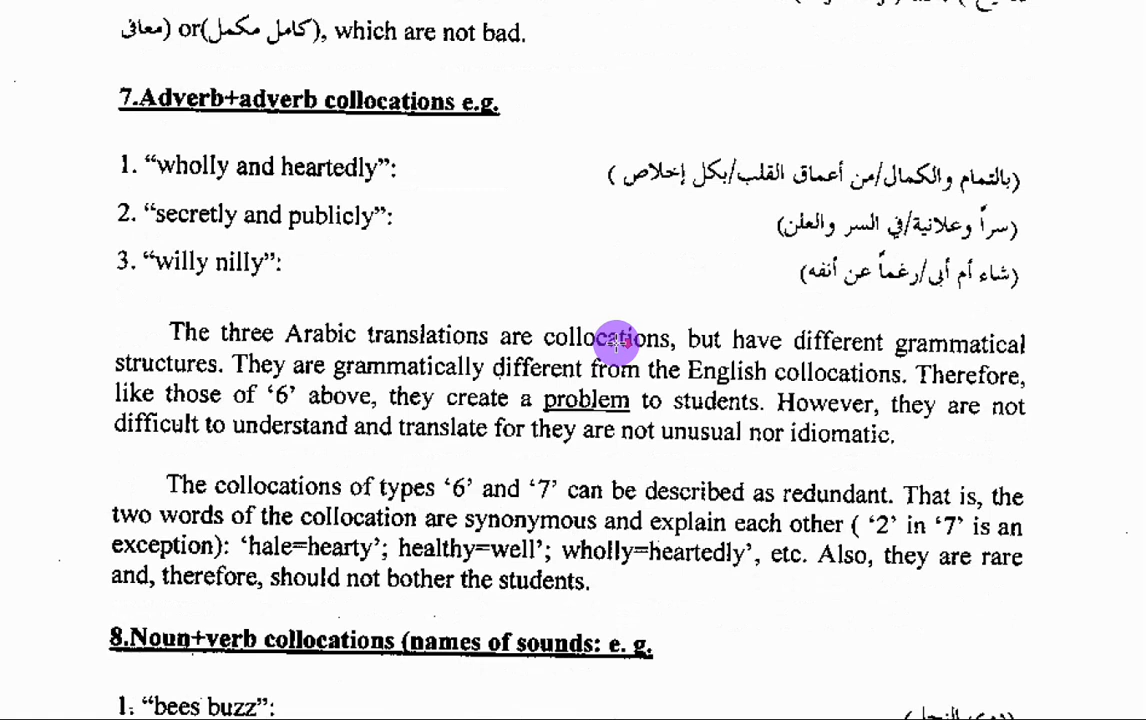 معافى) or(كامل مكمل), which are not bad.
7.Adverb+adverb collocations e.g.
1. “wholly and heartedly”: (بالتمام والكمال/من أعماق القلب/بكل إخلاص )
2. “secretly and publicly”: (سراً وعلانية/في السر والعلن)
3. “willy nilly”: (شاء أم أبى/رغماً عن أنفه)
The three Arabic translations are collocations, but have different grammatical
structures. They are grammatically different from the English collocations. Therefore,
like those of ‘6’ above, they create a problem to students. However, they are not
difficult to understand and translate for they are not unusual nor idiomatic.
The collocations of types ‘6’ and ‘7’ can be described as redundant. That is, the
two words of the collocation are synonymous and explain each other ( ‘2’ in ‘7’ is an
exception): ‘hale=hearty’; healthy=well’; wholly=heartedly’, etc. Also, they are rare
and, therefore, should not bother the students.
8.Noun+verb collocations (names of sounds: e. g.
1. “bees buzz”: